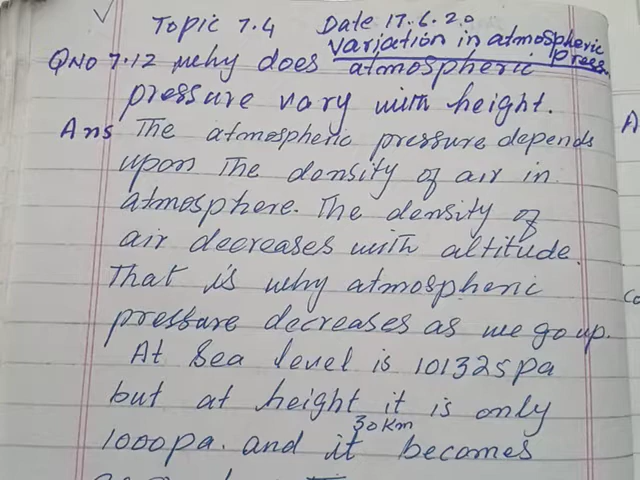 Topic 7.4 Date 17.6.20
variation in atmospheric press.
QNo 7.12 why does atmospheric
pressure vary with height.
Ans The atmospheric pressure depends
upon The density of air in
atmosphere. The density of
air decreases with altitude.
That is why atmospheric
pressure decreases as we go up.
At Sea level is 101325pa
but at height it is only
30km
1000pa. and it becomes